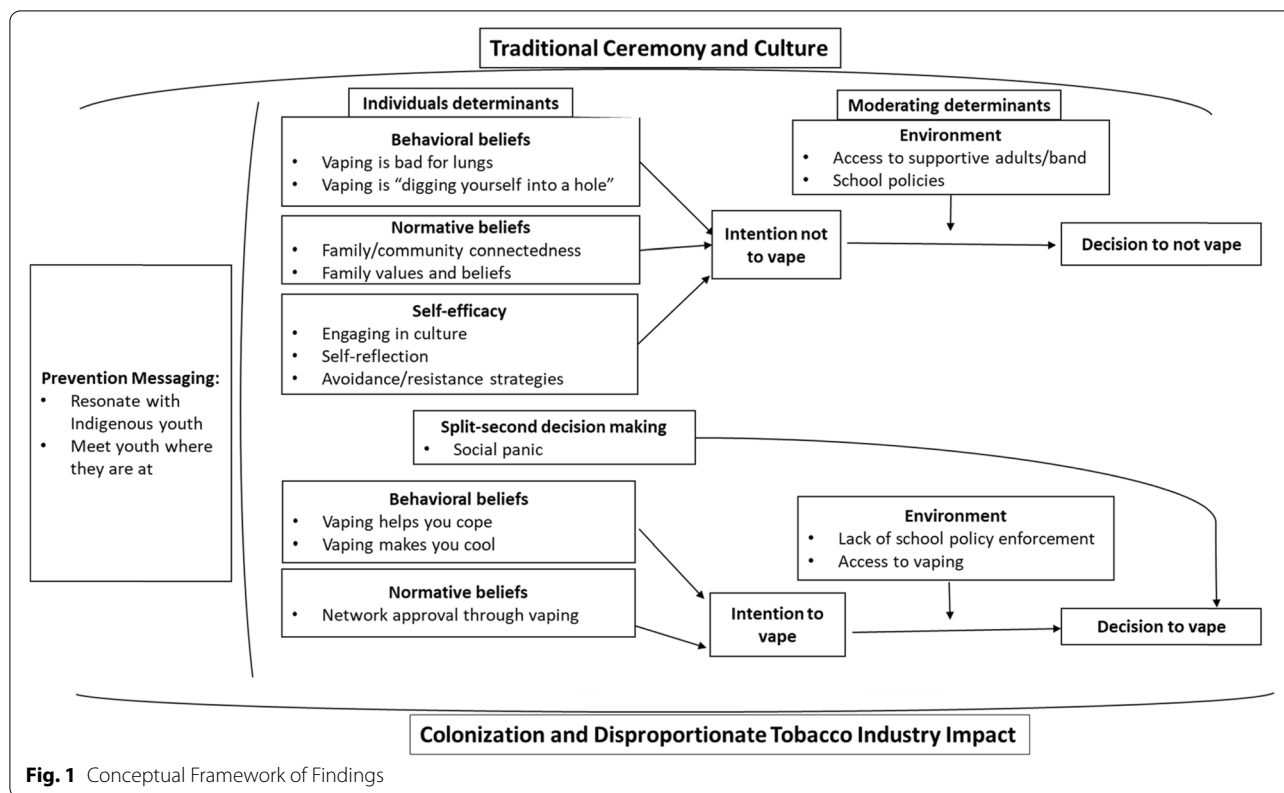 Traditional Ceremony and Culture
Individuals determinants
Moderating determinants
Behavioral beliefs
• Vaping is bad for lungs
• Vaping is “digging yourself into a hole”
Environment
• Access to supportive adults/band
• School policies
Normative beliefs
• Family/community connectedness
• Family values and beliefs
Intention not
to vape
Decision to not vape
Self-efficacy
• Engaging in culture
• Self-reflection
• Avoidance/resistance strategies
Prevention Messaging:
• Resonate with
Indigenous youth
• Meet youth where
they are at
Split-second decision making
• Social panic
Behavioral beliefs
• Vaping helps you cope
• Vaping makes you cool
Environment
• Lack of school policy enforcement
• Access to vaping
Normative beliefs
• Network approval through vaping
Intention to
vape
Decision to vape
Colonization and Disproportionate Tobacco Industry Impact
Fig. 1 Conceptual Framework of Findings